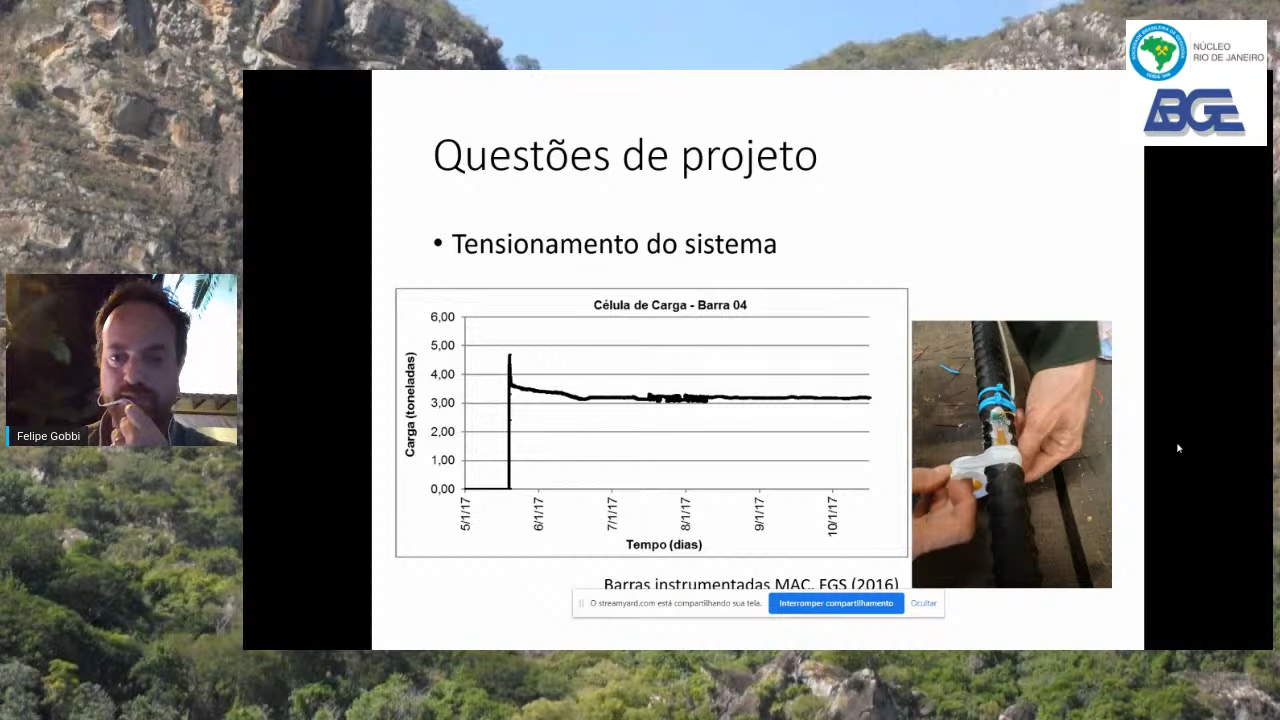 NÚCLEO
RIO DE JANEIRO
ABGE
Questões de projeto
• Tensionamento do sistema
Célula de Carga - Barra 04
Carga (toneladas)
6,00
5,00
4,00
3,00
2,00
1,00
0,00
5/1/17
6/1/17
7/1/17
8/1/17
9/1/17
10/1/17
Tempo (dias)
Barras instrumentadas MAC, FGS (2016)
Felipe Gobbi
O streamyard.com está compartilhando sua tela.
Interromper compartilhamento
Ocultar